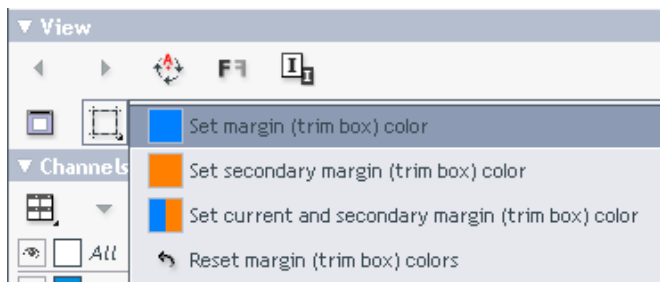 View
A
FF
I I
Set margin (trim box) color
Set secondary margin (trim box) color
Channels
Set current and secondary margin (trim box) color
All
Reset margin (trim box) colors